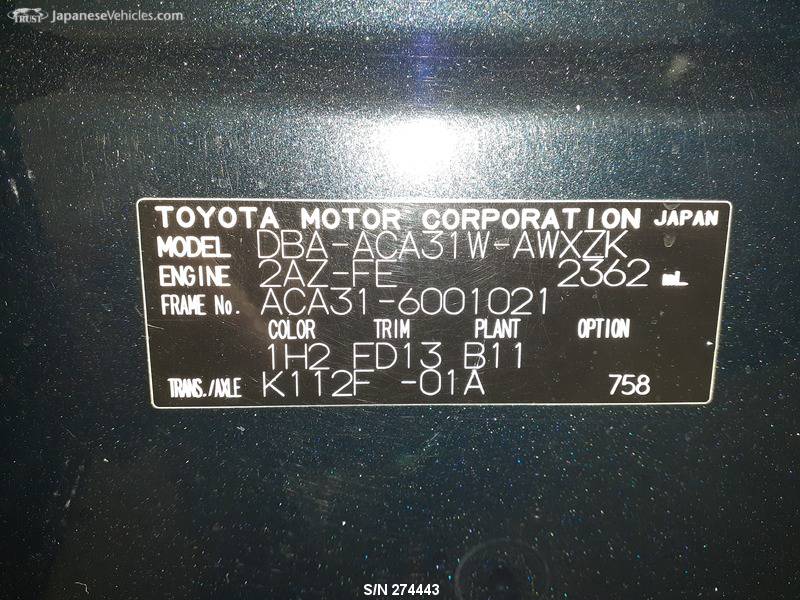 TRUST JapaneseVehicles.com
TOYOTA MOTOR CORPORATION JAPAN
MODEL DBA-ACA31W-AWXZK
ENGINE 2AZ-FE 2362 mL
FRAME No. ACA31-6001021
COLOR TRIM PLANT OPTION
1H2 FD13 B11
TRANS./AXLE K112F -01A 758
S/N 274443